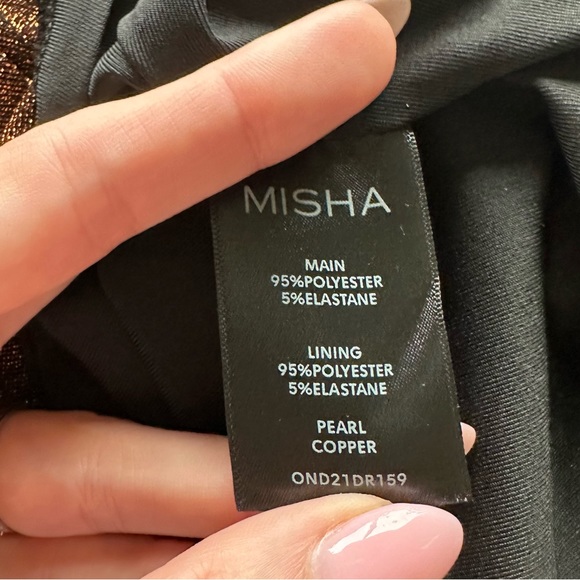 MISHA
MAIN
95%POLYESTER
5%ELASTANE
LINING
95%POLYESTER
5%ELASTANE
PEARL
COPPER
OND21DR159